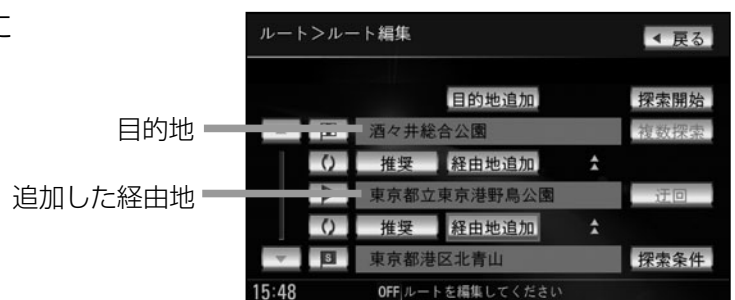 に
ルート＞ルート編集
◀ 戻る
目的地追加
探索開始
目的地
酒々井総合公園
複数探索
推奨
経由地追加
追加した経由地
東京都立東京港野鳥公園
迂回
推奨
経由地追加
S
東京都港区北青山
探索条件
15:48
OFF|ルートを編集してください